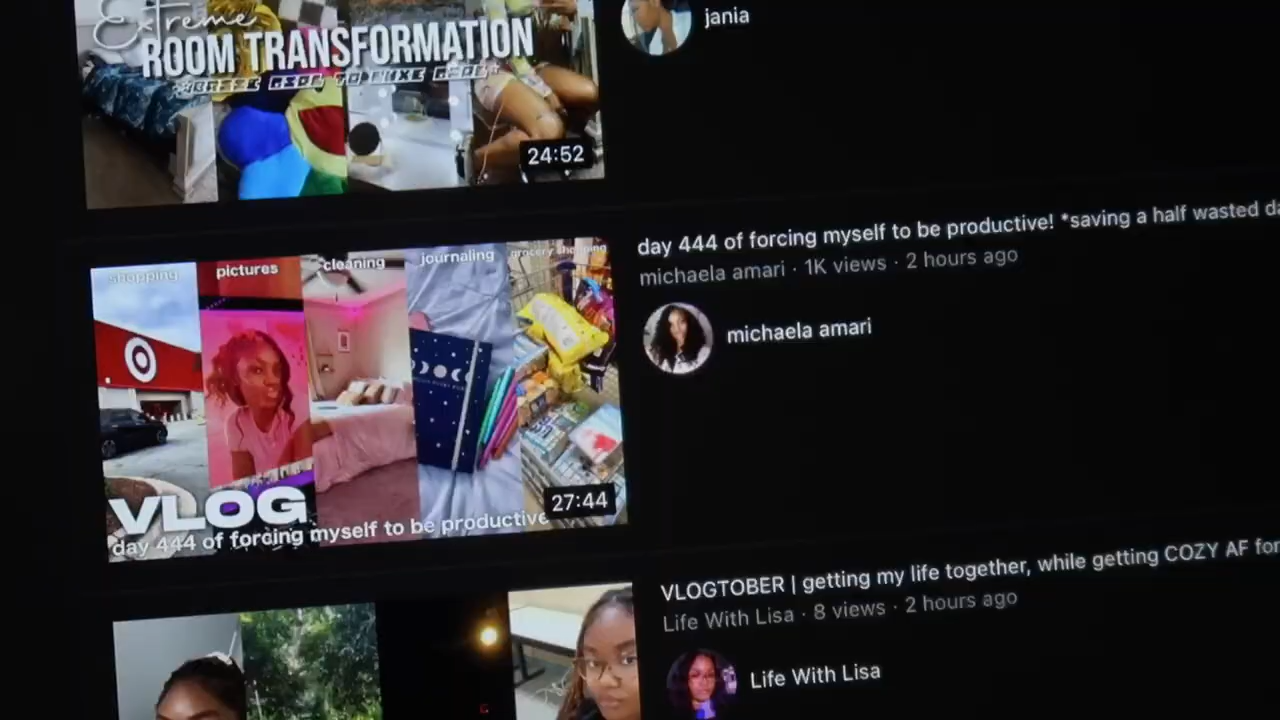 Extreme
ROOM TRANSFORMATION
24:52
jania
shopping
pictures
cleaning
journaling
grocery shopping
VLOG
day 444 of forcing myself to be productive
27:44
day 444 of forcing myself to be productive! *saving a half wasted
michaela amari · 1K views · 2 hours ago
michaela amari
VLOGTOBER | getting my life together, while getting COZY AF for
Life With Lisa · 8 views · 2 hours ago
Life With Lisa